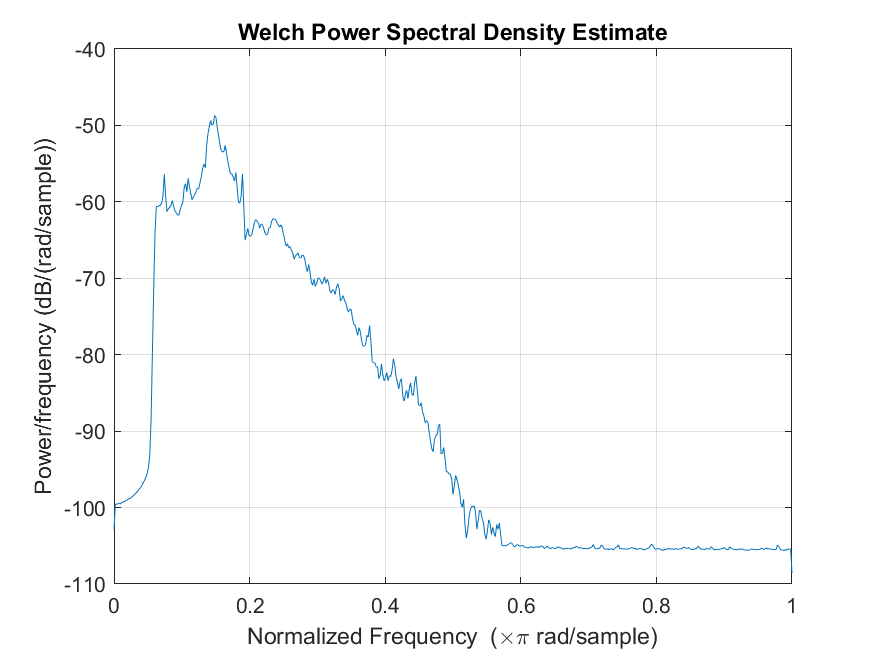 Welch Power Spectral Density Estimate
-40
-50
-60
-70
-80
-90
-100
-110
Power/frequency (dB/(rad/sample))
0 0.2 0.4 0.6 0.8 1
Normalized Frequency (×π rad/sample)